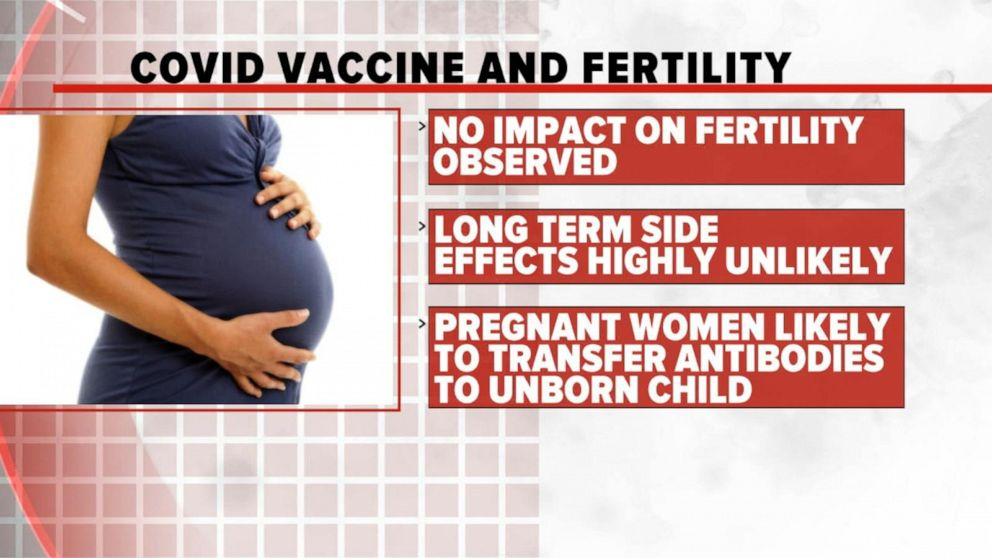 COVID VACCINE AND FERTILITY
NO IMPACT ON FERTILITY
OBSERVED
LONG TERM SIDE
EFFECTS HIGHLY UNLIKELY
PREGNANT WOMEN LIKELY
TO TRANSFER ANTIBODIES
TO UNBORN CHILD